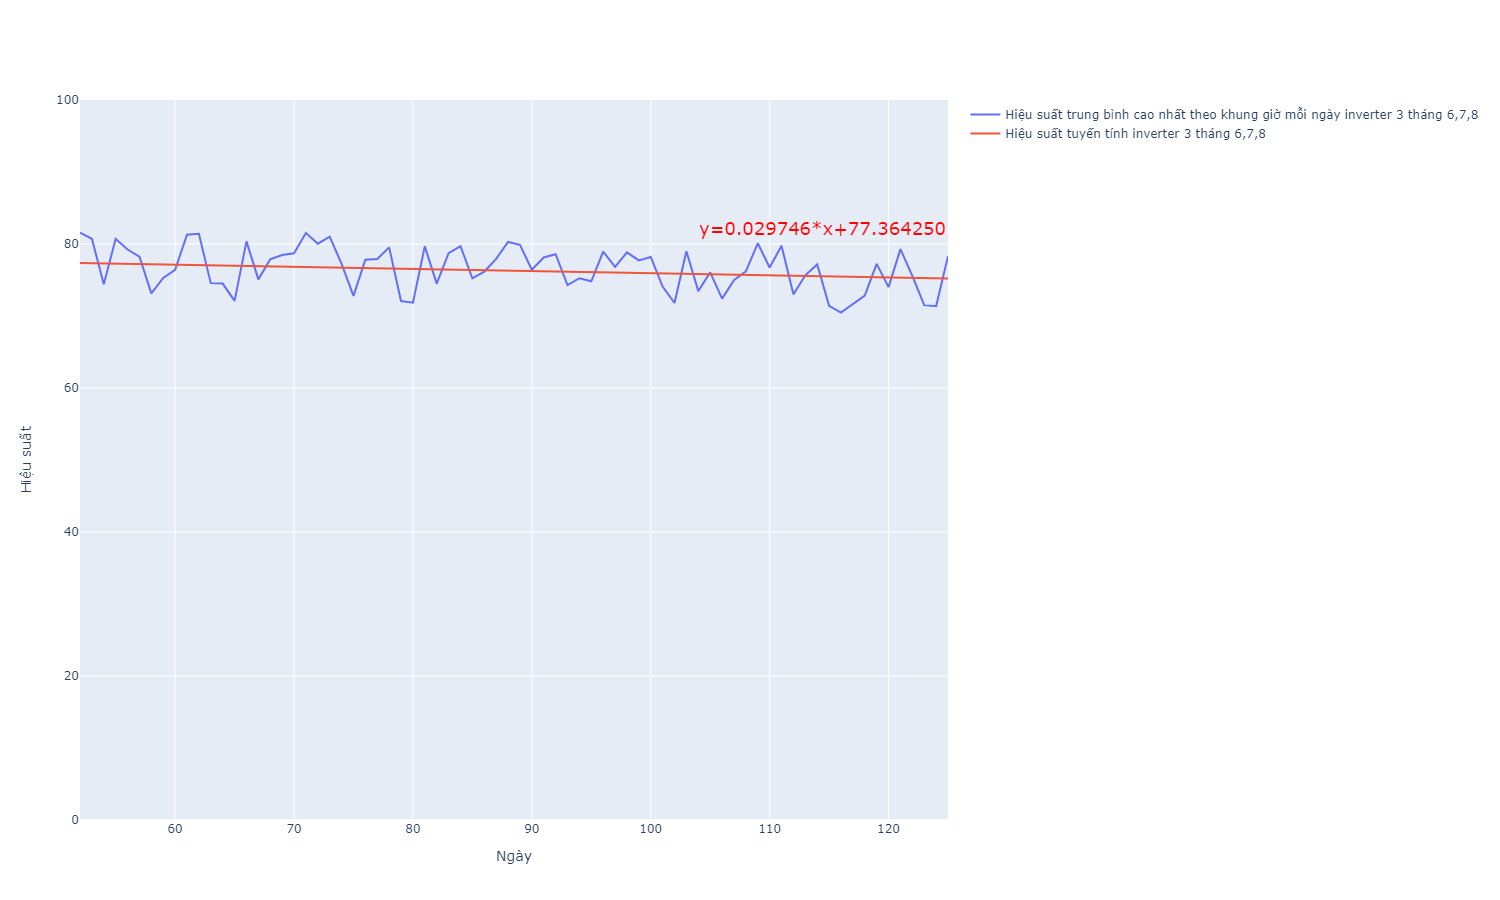 Hiệu suất trung bình cao nhất theo khung giờ mỗi ngày inverter 3 tháng 6,7,8
Hiệu suất tuyến tính inverter 3 tháng 6,7,8
y=0.029746*x+77.364250
100
80
60
40
20
0
Hiệu suất
60 70 80 90 100 110 120
Ngày